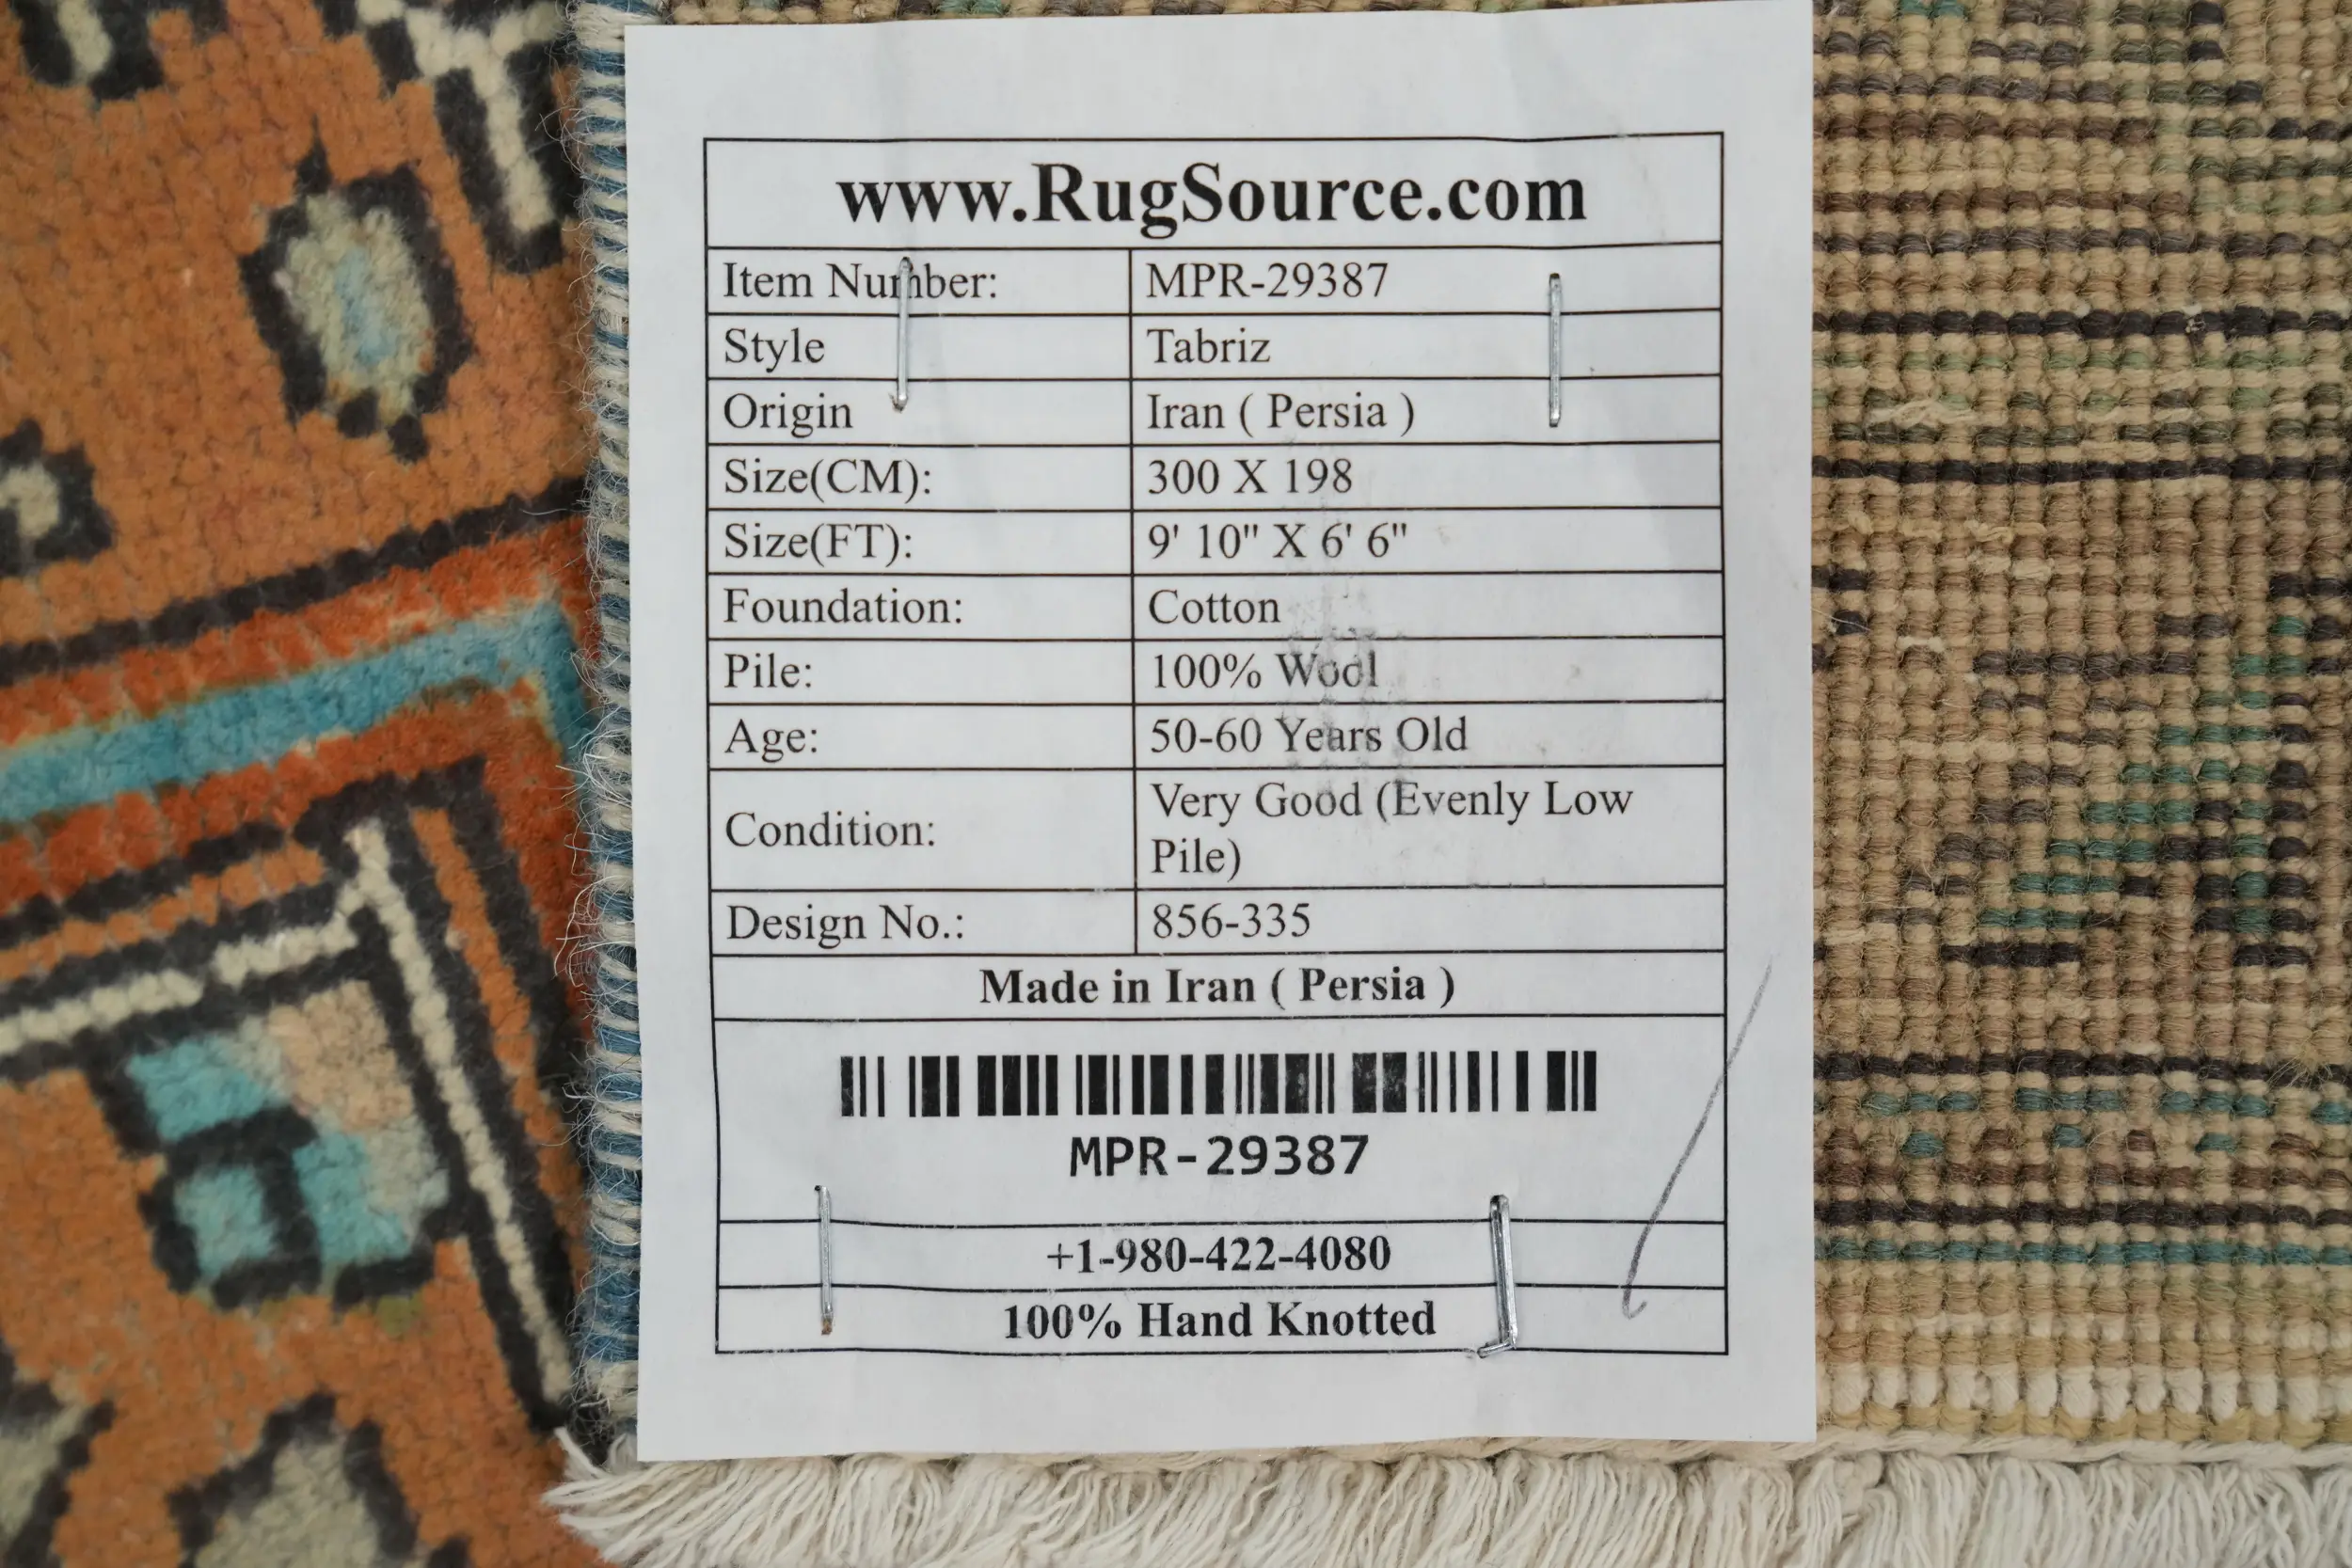 www.RugSource.com
Item Number: MPR-29387
Style Tabriz
Origin Iran ( Persia )
Size(CM): 300 X 198
Size(FT): 9' 10" X 6' 6"
Foundation: Cotton
Pile: 100% Wool
Age: 50-60 Years Old
Condition: Very Good (Evenly Low
Pile)
Design No.: 856-335
Made in Iran ( Persia )
MPR-29387
+1-980-422-4080
100% Hand Knotted